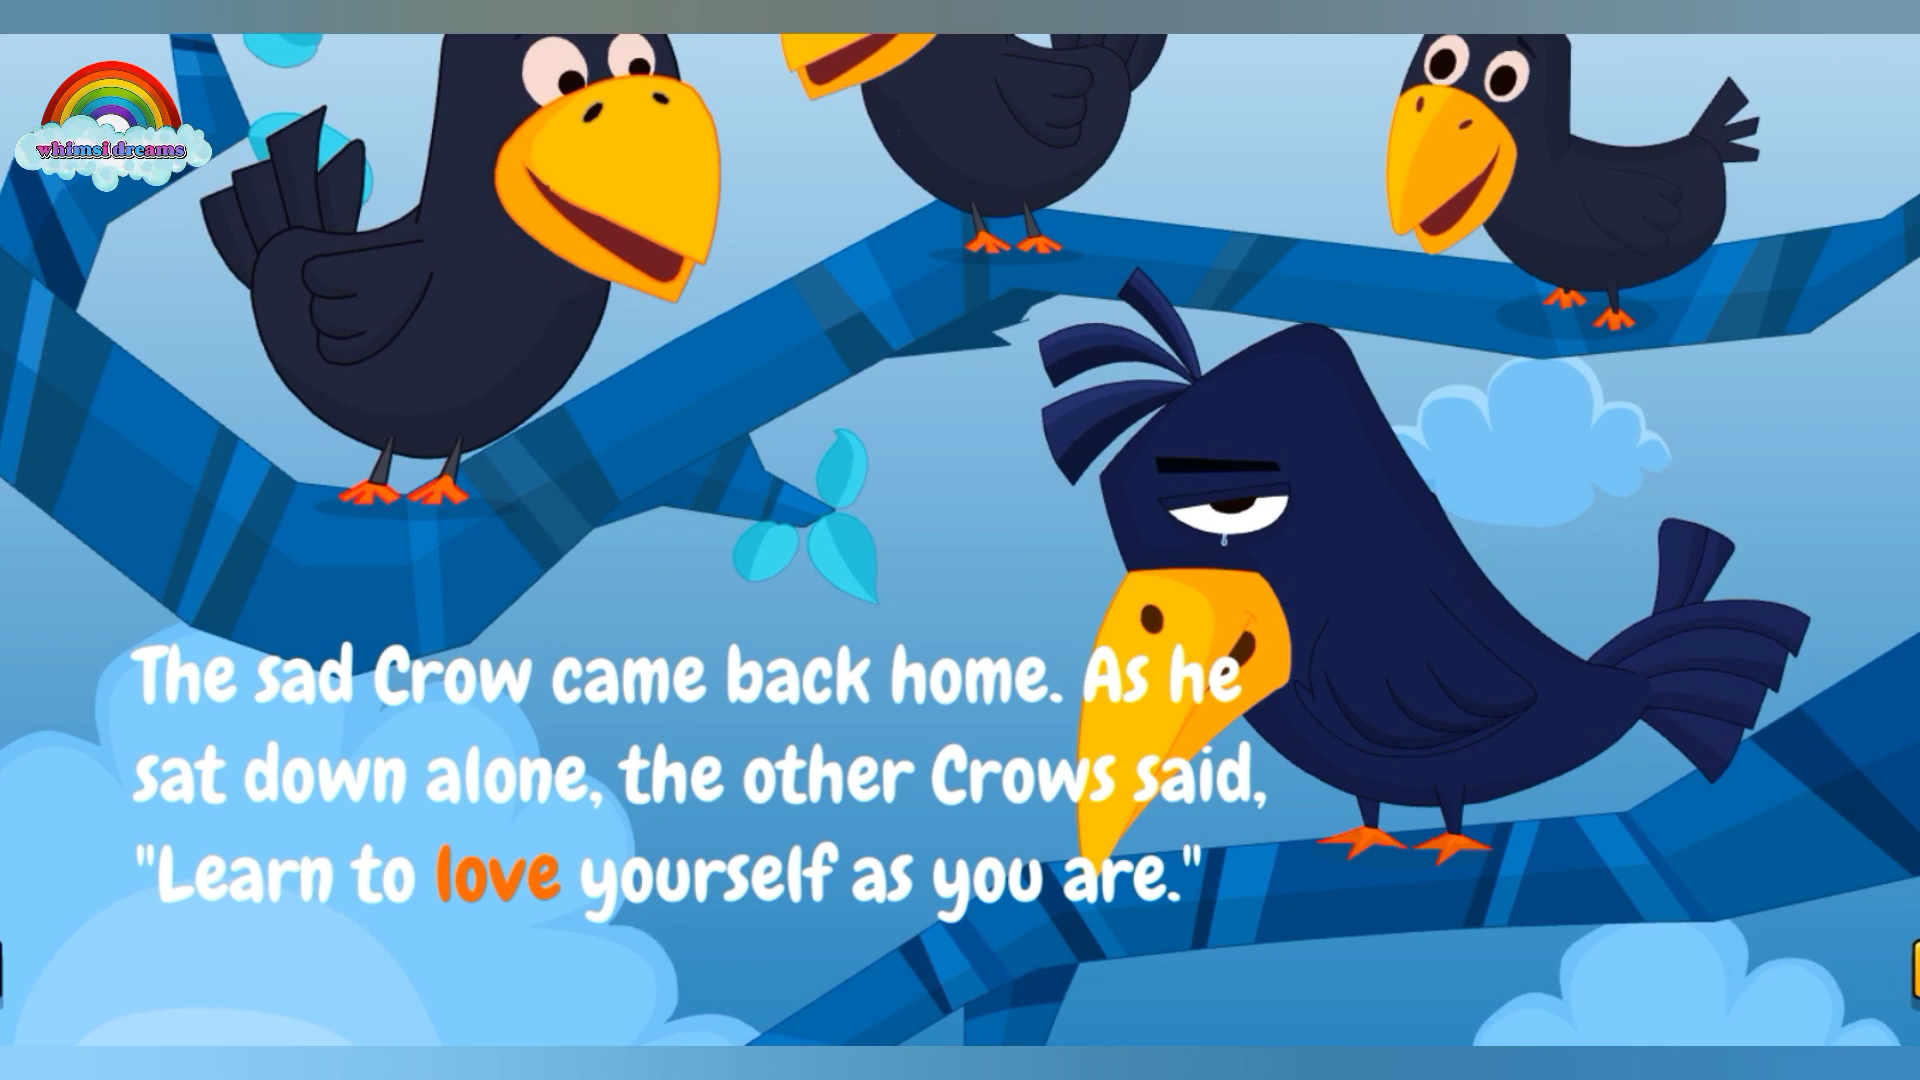 whimsi dreams
The sad Crow came back home. As he
sat down alone, the other Crows said,
"Learn to love yourself as you are."